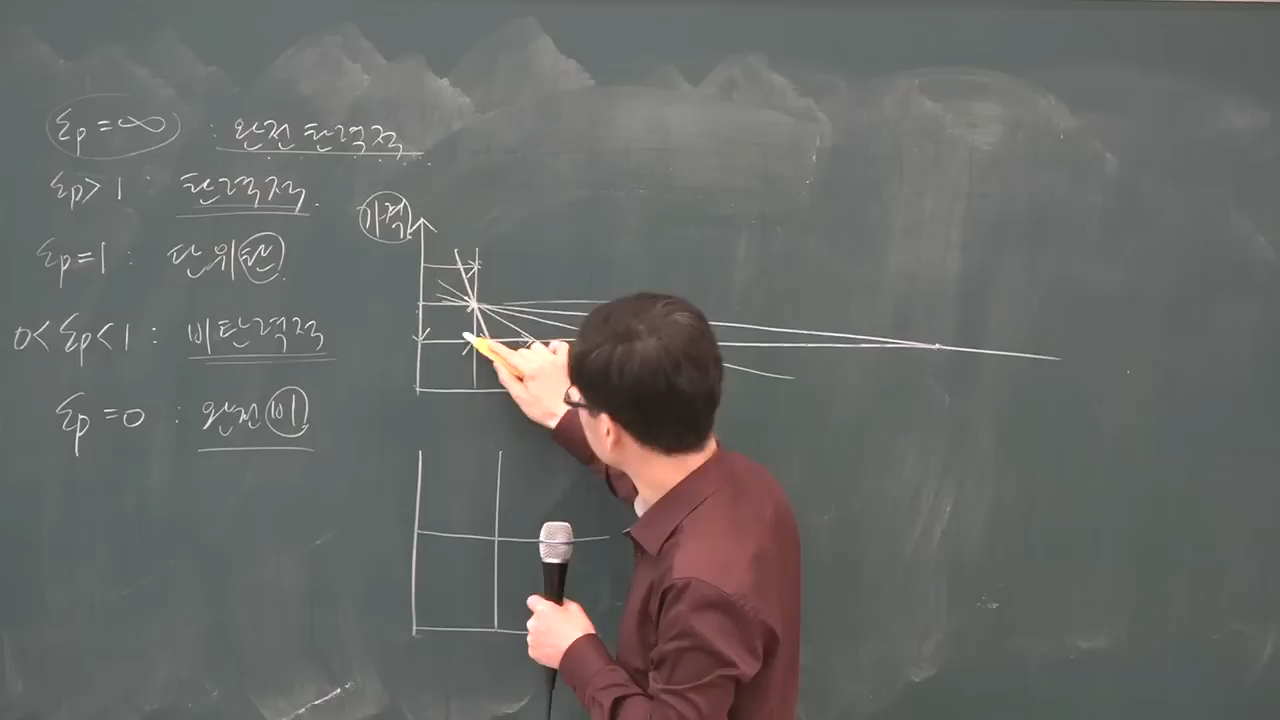 εp=∞ : 완전탄력적
εp>1 : 탄력적.
εp=1 : 단위탄.
0<εp<1 : 비탄력적
εp=0 : 완전비
가격